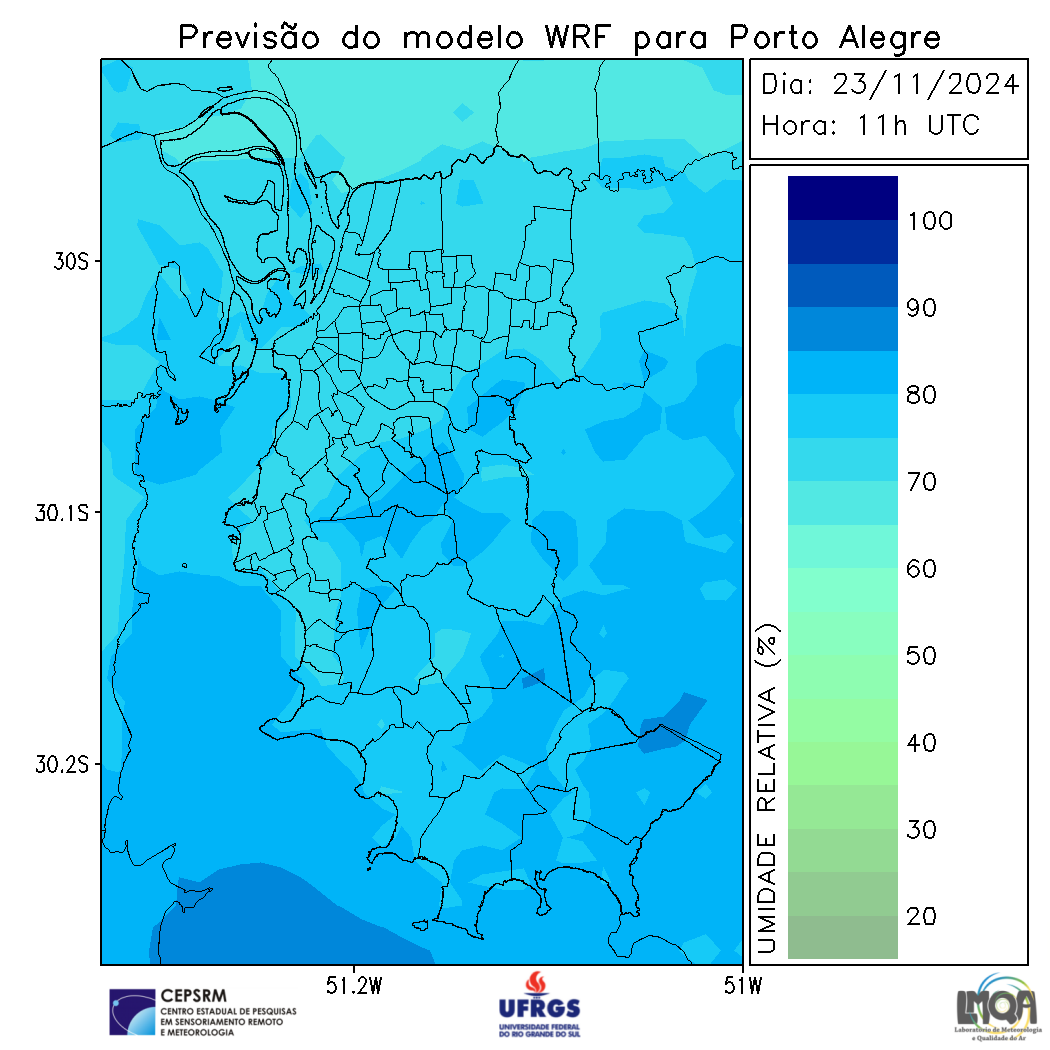 Previsão do modelo WRF para Porto Alegre
Dia: 23/11/2024
Hora: 11h UTC
100
90
80
70
60
50
40
30
20
UMIDADE RELATIVA (%)
30S
30.1S
30.2S
51.2W
51W
CEPSRM
CENTRO ESTADUAL DE PESQUISAS
EM SENSORIAMENTO REMOTO
E METEOROLOGIA
UFRGS
UNIVERSIDADE FEDERAL
DO RIO GRANDE DO SUL
LMQA
Laboratório de Meteorologia
e Qualidade do Ar